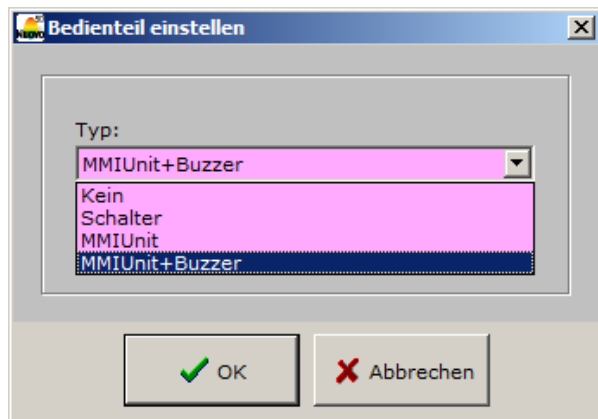 Bedienteil einstellen
Typ:
MMIUnit+Buzzer
Kein
Schalter
MMIUnit
MMIUnit+Buzzer
OK
Abbrechen